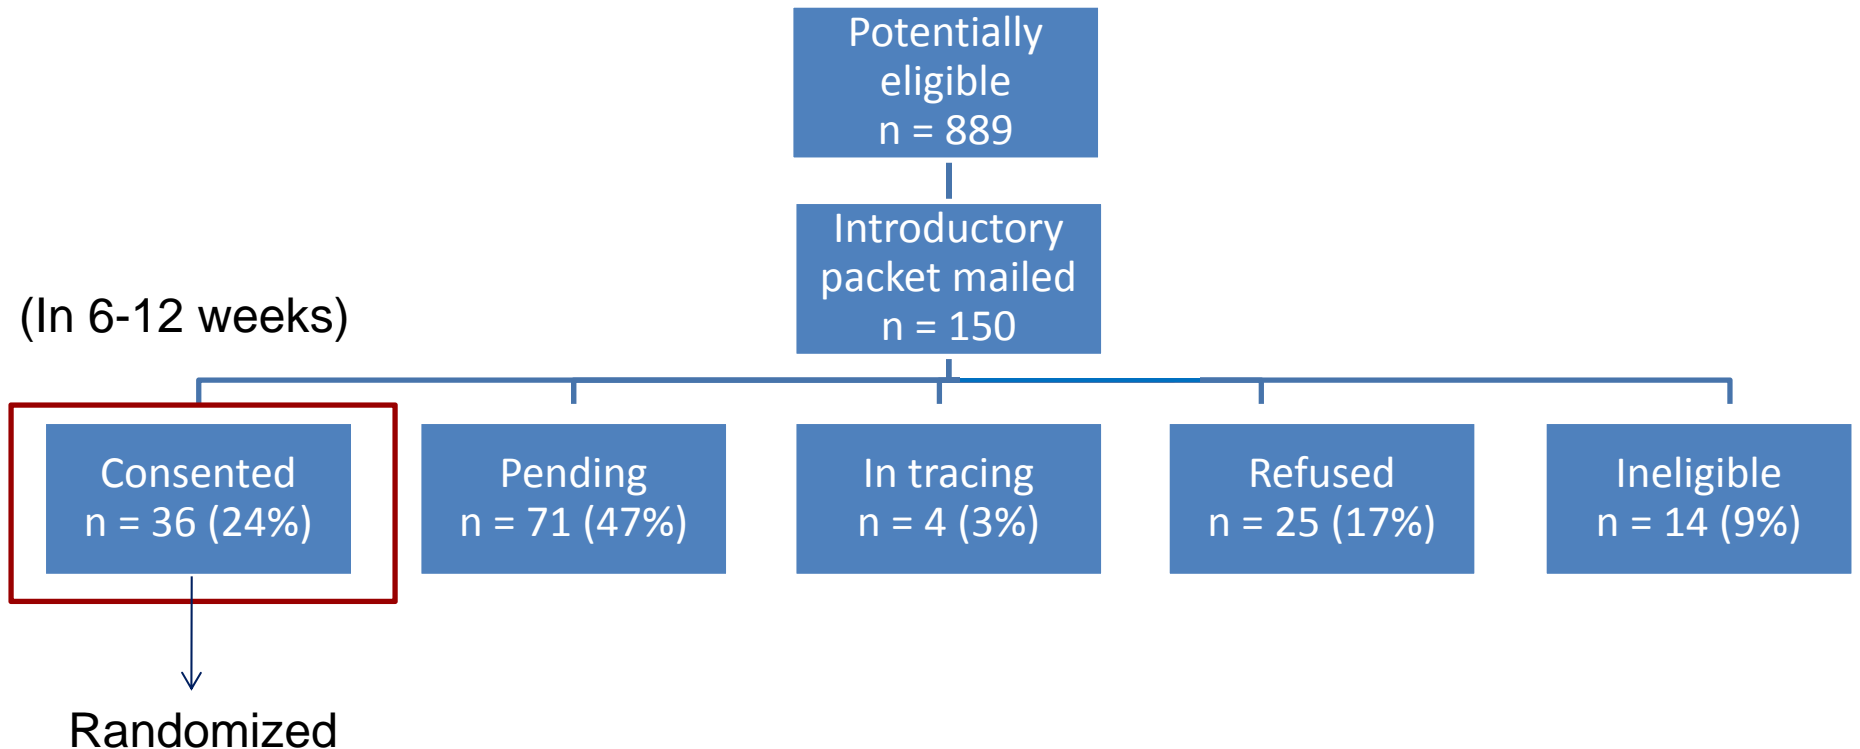 Potentially
eligible
n = 889
Introductory
packet mailed
n = 150
(In 6-12 weeks)
Consented
n = 36 (24%)
Pending
n = 71 (47%)
In tracing
n = 4 (3%)
Refused
n = 25 (17%)
Ineligible
n = 14 (9%)
Randomized